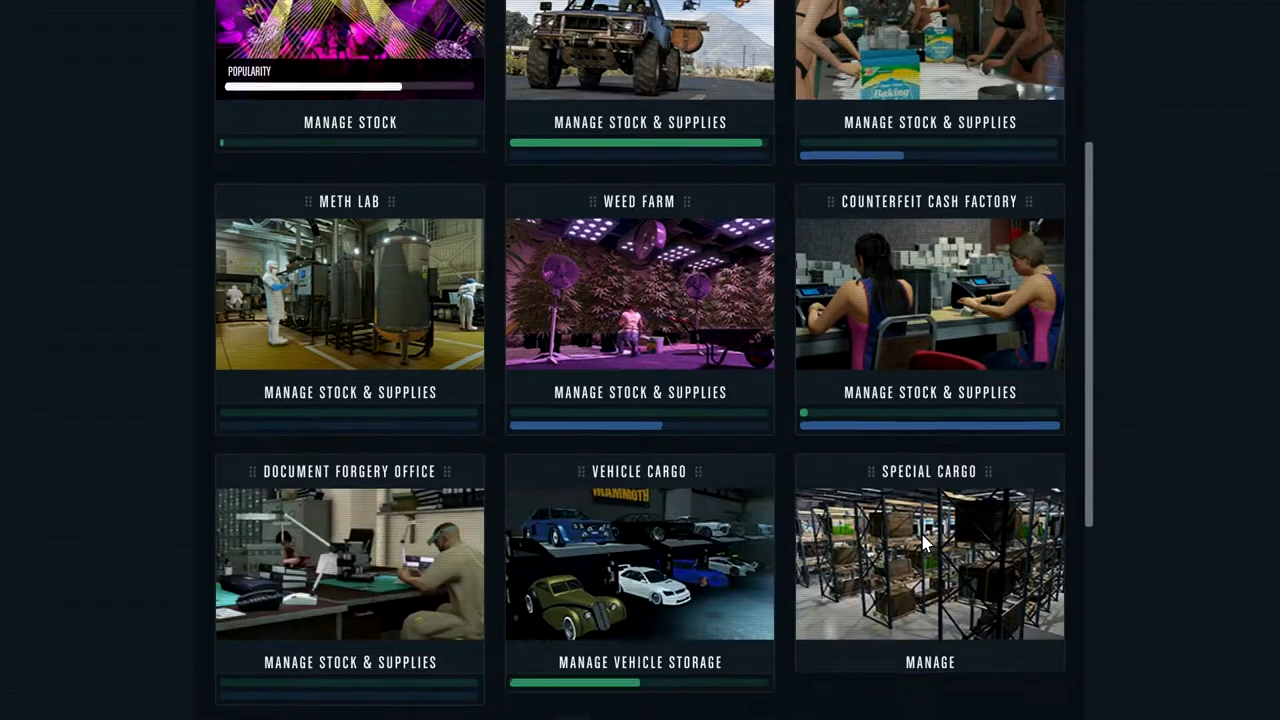 POPULARITY
MANAGE STOCK
MANAGE STOCK & SUPPLIES
Baking
MANAGE STOCK & SUPPLIES
METH LAB
MANAGE STOCK & SUPPLIES
WEED FARM
MANAGE STOCK & SUPPLIES
COUNTERFEIT CASH FACTORY
MANAGE STOCK & SUPPLIES
DOCUMENT FORGERY OFFICE
MANAGE STOCK & SUPPLIES
VEHICLE CARGO
MAMMOTH
MANAGE VEHICLE STORAGE
SPECIAL CARGO
MANAGE